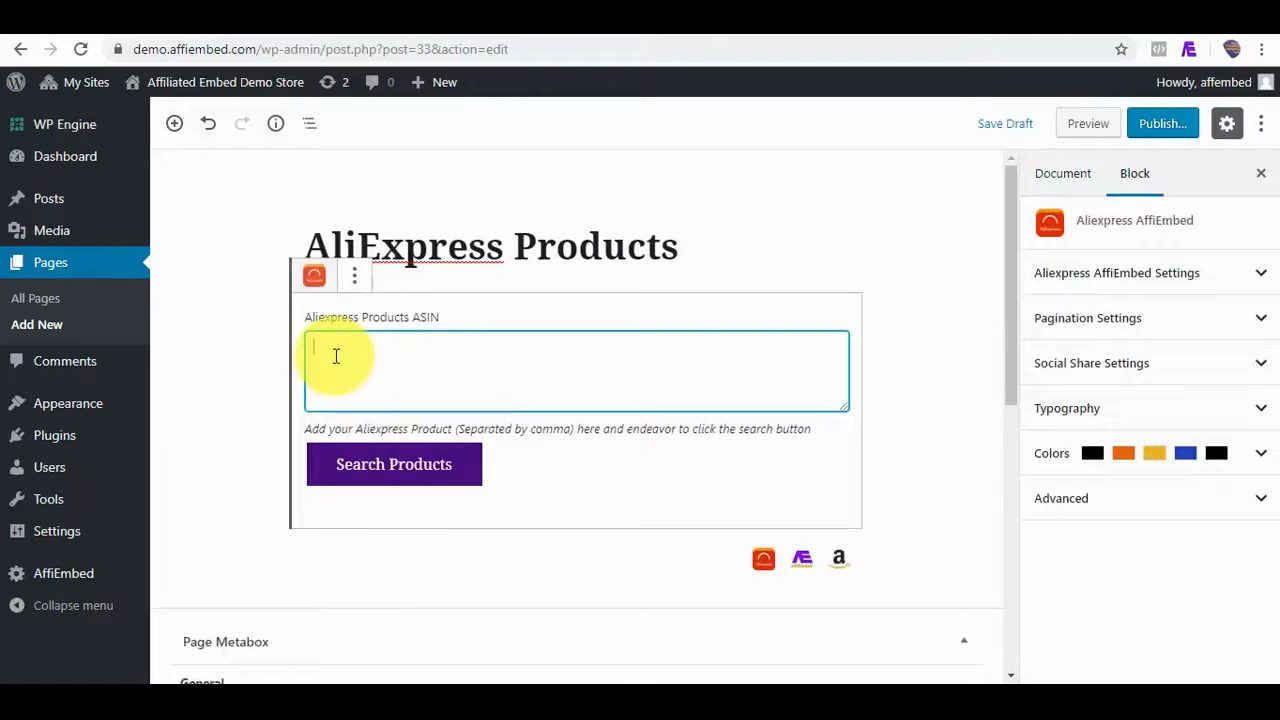 demo.affiembed.com/wp-admin/post.php?post=33&action=edit
My Sites
Affiliated Embed Demo Store
2
0
New
Howdy, affembed
WP Engine
Dashboard
Posts
Media
Pages
All Pages
Add New
Comments
Appearance
Plugins
Users
Tools
Settings
AffiEmbed
Collapse menu
Save Draft
Preview
Publish...
AliExpress Products
Aliexpress Products ASIN
Add your Aliexpress Product (Separated by comma) here and endeavor to click the search button
Search Products
Page Metabox
General
Document
Block
Aliexpress AffiEmbed
Aliexpress AffiEmbed Settings
Pagination Settings
Social Share Settings
Typography
Colors
Advanced